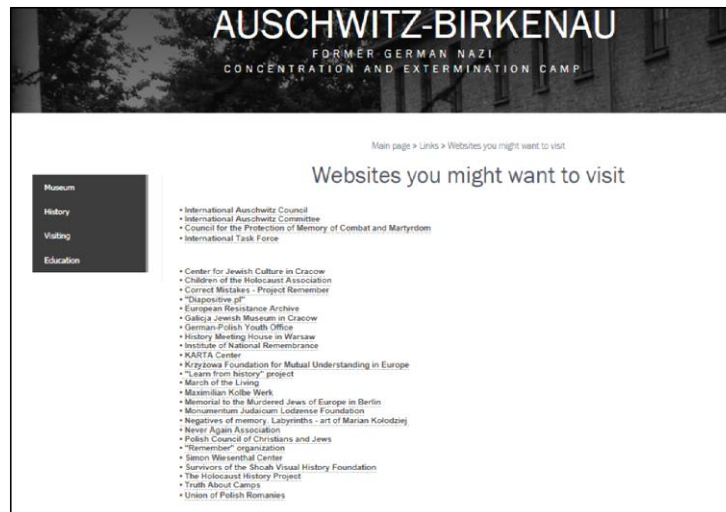 AUSCHWITZ-BIRKENAU
FORMER GERMAN NAZI
CONCENTRATION AND EXTERMINATION CAMP
Main page » Links » Websites you might want to visit
Websites you might want to visit
Museum
History
Visiting
Education
• International Auschwitz Council
• International Auschwitz Committee
• Council for the Protection of Memory of Combat and Martyrdom
• International Task Force
• Center for Jewish Culture in Cracow
• Children of the Holocaust Association
• Correct Mistakes - Project Remember
• "Diapositive.pl"
• European Resistance Archive
• Galicja Jewish Museum in Cracow
• German-Polish Youth Office
• History Meeting House in Warsaw
• Institute of National Remembrance
• KARTA Center
• Krzyżowa Foundation for Mutual Understanding in Europe
• "Learn from history" project
• March of the Living
• Maximilian Kolbe Werk
• Memorial to the Murdered Jews of Europe in Berlin
• Monumentum Judaicum Lodzense Foundation
• Negatives of memory. Labyrinths - art of Marian Kołodziej
• Never Again Association
• Polish Council of Christians and Jews
• "Remember" organization
• Simon Wiesenthal Center
• Survivors of the Shoah Visual History Foundation
• The Holocaust History Project
• Truth About Camps
• Union of Polish Romanies